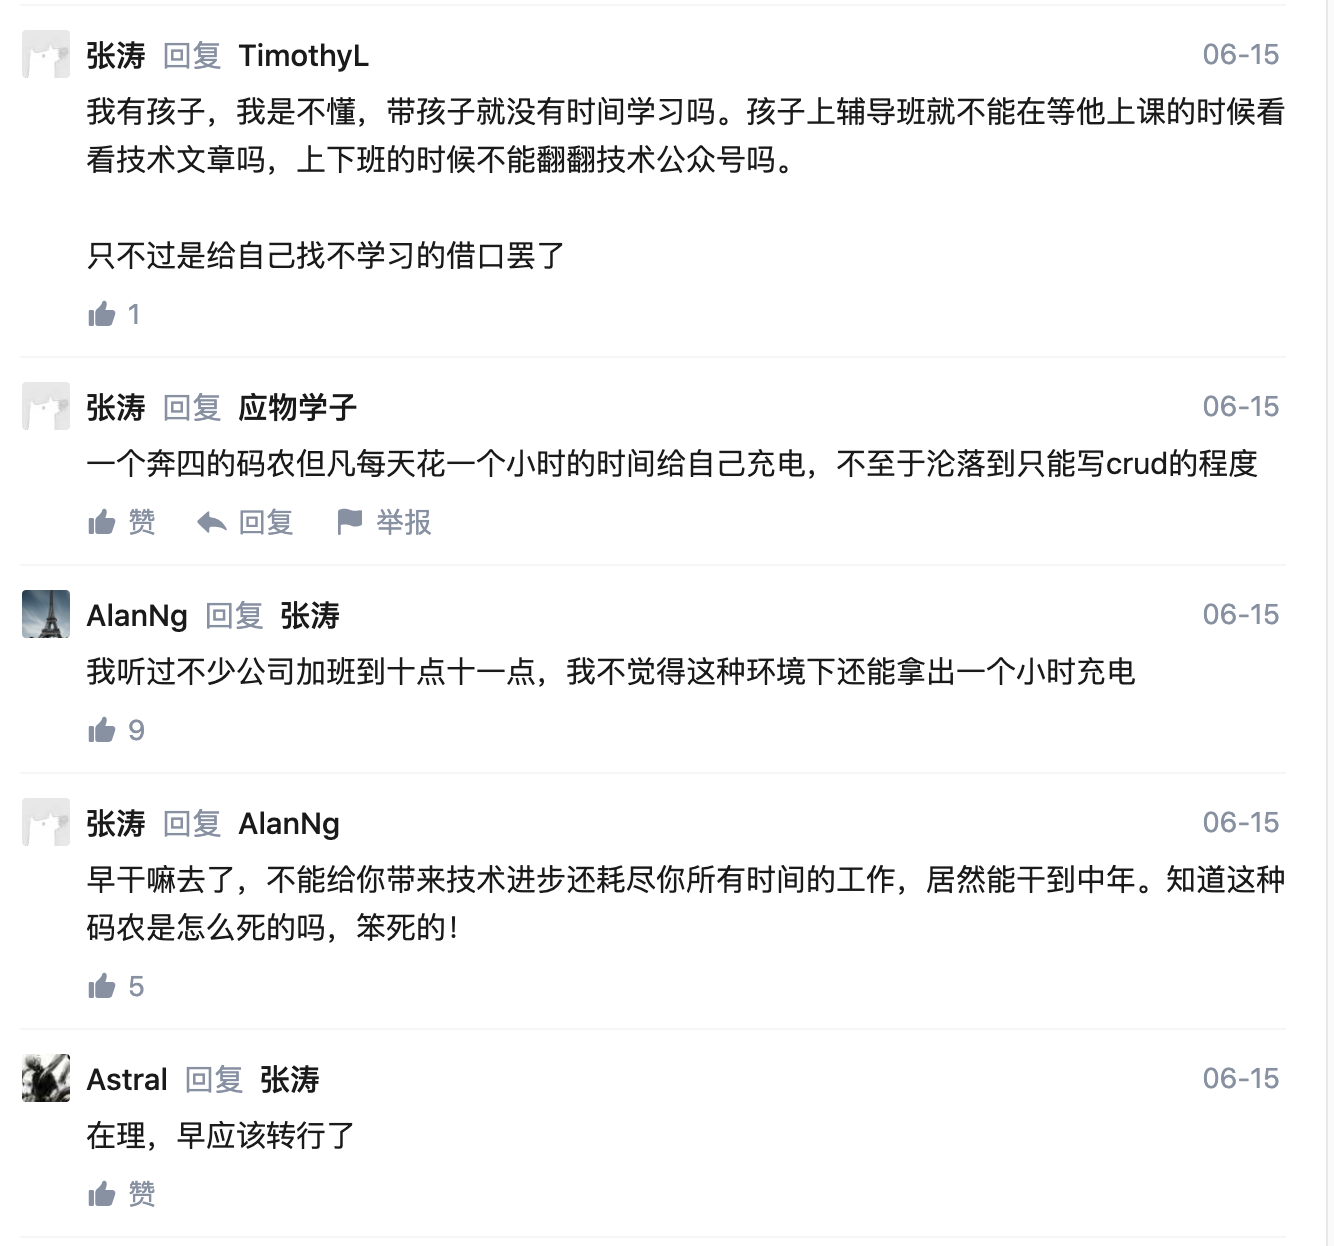 张涛 回复 TimothyL 06-15
我有孩子，我是不懂，带孩子就没有时间学习吗。孩子上辅导班就不能在等他上课的时候看
看技术文章吗，上下班的时候不能翻翻技术公众号吗。
只不过是给自己找不学习的借口罢了
1
张涛 回复 应物学子 06-15
一个奔四的码农但凡每天花一个小时的时间给自己充电，不至于沦落到只能写crud的程度
赞 回复 举报
AlanNg 回复 张涛 06-15
我听过不少公司加班到十点十一点，我不觉得这种环境下还能拿出一个小时充电
9
张涛 回复 AlanNg 06-15
早干嘛去了，不能给你带来技术进步还耗尽你所有时间的工作，居然能干到中年。知道这种
码农是怎么死的吗，笨死的！
5
Astral 回复 张涛 06-15
在理，早应该转行了
赞